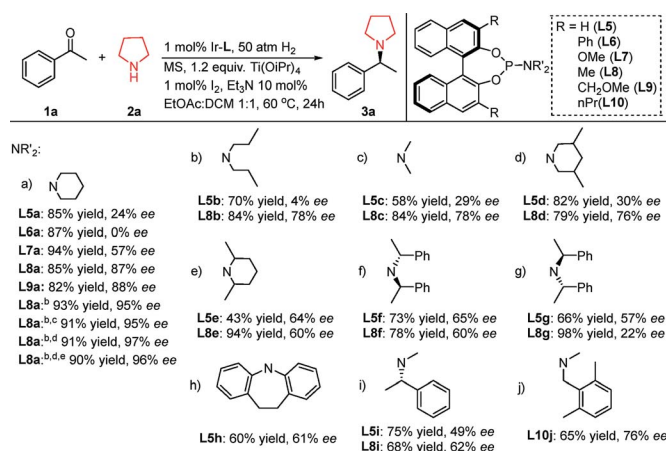 O
1a
+
N
H
2a
1 mol% Ir-L, 50 atm H2
MS, 1.2 equiv. Ti(OiPr)4
1 mol% I2, Et3N 10 mol%
EtOAc:DCM 1:1, 60 °C, 24h
N
3a
R
O
P-NR'2
O
R
R = H (L5)
Ph (L6)
OMe (L7)
Me (L8)
CH2OMe (L9)
nPr(L10)
NR'2:
a) N
L5a: 85% yield, 24% ee
L6a: 87% yield, 0% ee
L7a: 94% yield, 57% ee
L8a: 85% yield, 87% ee
L9a: 82% yield, 88% ee
L8a:b 93% yield, 95% ee
L8a:b,c 91% yield, 95% ee
L8a:b,d 91% yield, 97% ee
L8a:b,d,e 90% yield, 96% ee
b) N
L5b: 70% yield, 4% ee
L8b: 84% yield, 78% ee
c) N
L5c: 58% yield, 29% ee
L8c: 84% yield, 78% ee
d) N
L5d: 82% yield, 30% ee
L8d: 79% yield, 76% ee
e) N
L5e: 43% yield, 64% ee
L8e: 94% yield, 60% ee
f) Ph
N
Ph
L5f: 73% yield, 65% ee
L8f: 78% yield, 60% ee
g) Ph
N
Ph
L5g: 66% yield, 57% ee
L8g: 98% yield, 22% ee
h) N
L5h: 60% yield, 61% ee
i) N
L5i: 75% yield, 49% ee
L8i: 68% yield, 62% ee
j) N
L10j: 65% yield, 76% ee